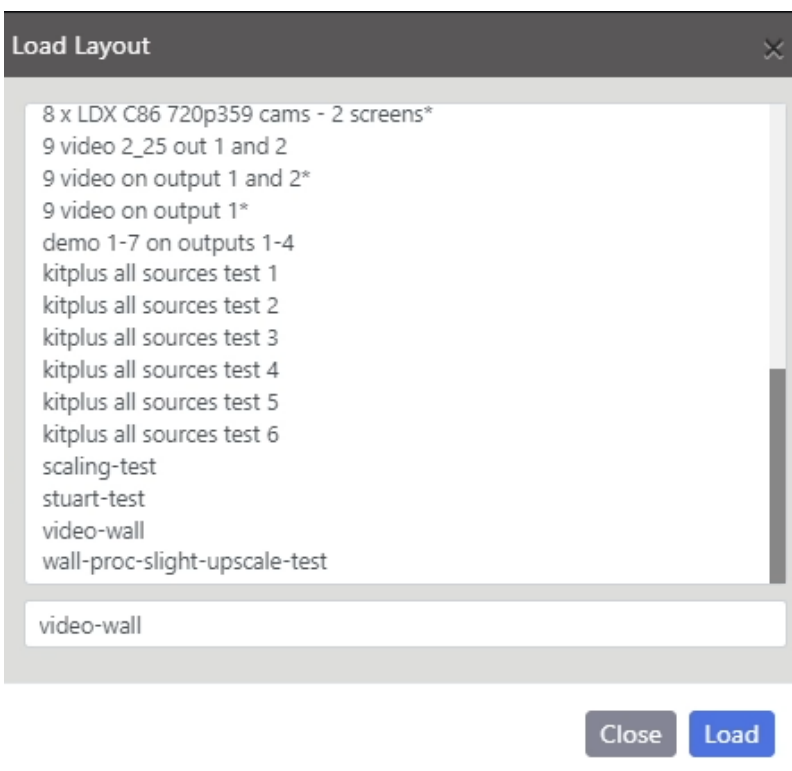 Load Layout
8 x LDX C86 720p359 cams - 2 screens*
9 video 2_25 out 1 and 2
9 video on output 1 and 2*
9 video on output 1*
demo 1-7 on outputs 1-4
kitplus all sources test 1
kitplus all sources test 2
kitplus all sources test 3
kitplus all sources test 4
kitplus all sources test 5
kitplus all sources test 6
scaling-test
stuart-test
video-wall
wall-proc-slight-upscale-test
video-wall
Close Load